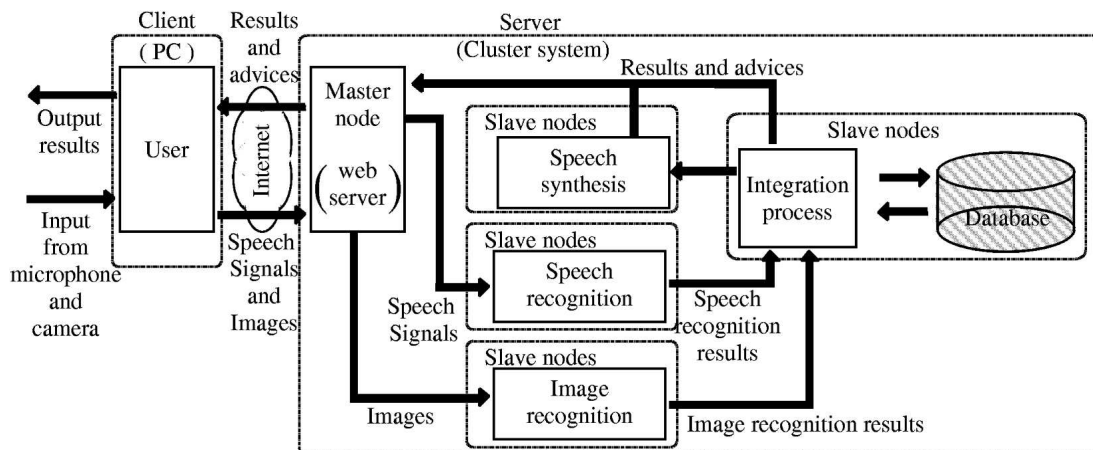 Client
( PC )
Results
and
advices
Server
(Cluster system)
Results and advices
Output
results
User
Internet
Master
node
( web
server )
Slave nodes
Speech
synthesis
Slave nodes
Integration
process
Database
Input
from
microphone
and
camera
Speech
Signals
and
Images
Slave nodes
Speech
recognition
Speech
Signals
Speech
recognition
results
Slave nodes
Image
recognition
Images
Image recognition results